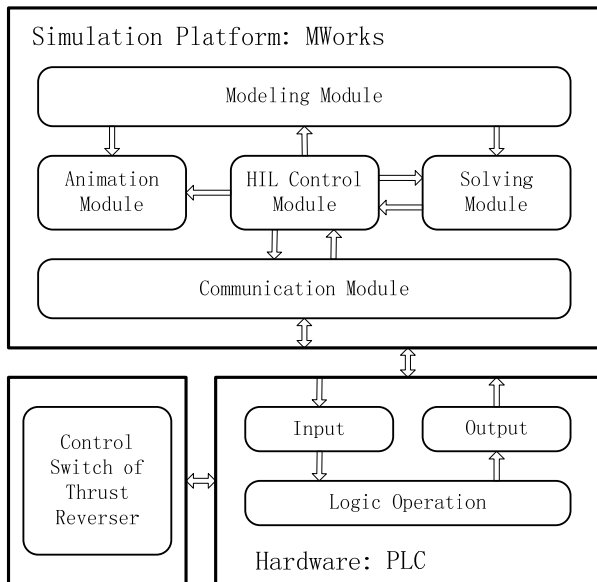 Simulation Platform: MWorks
Modeling Module
Animation
Module
HIL Control
Module
Solving
Module
Communication Module
Control
Switch of
Thrust
Reverser
Input
Output
Logic Operation
Hardware: PLC